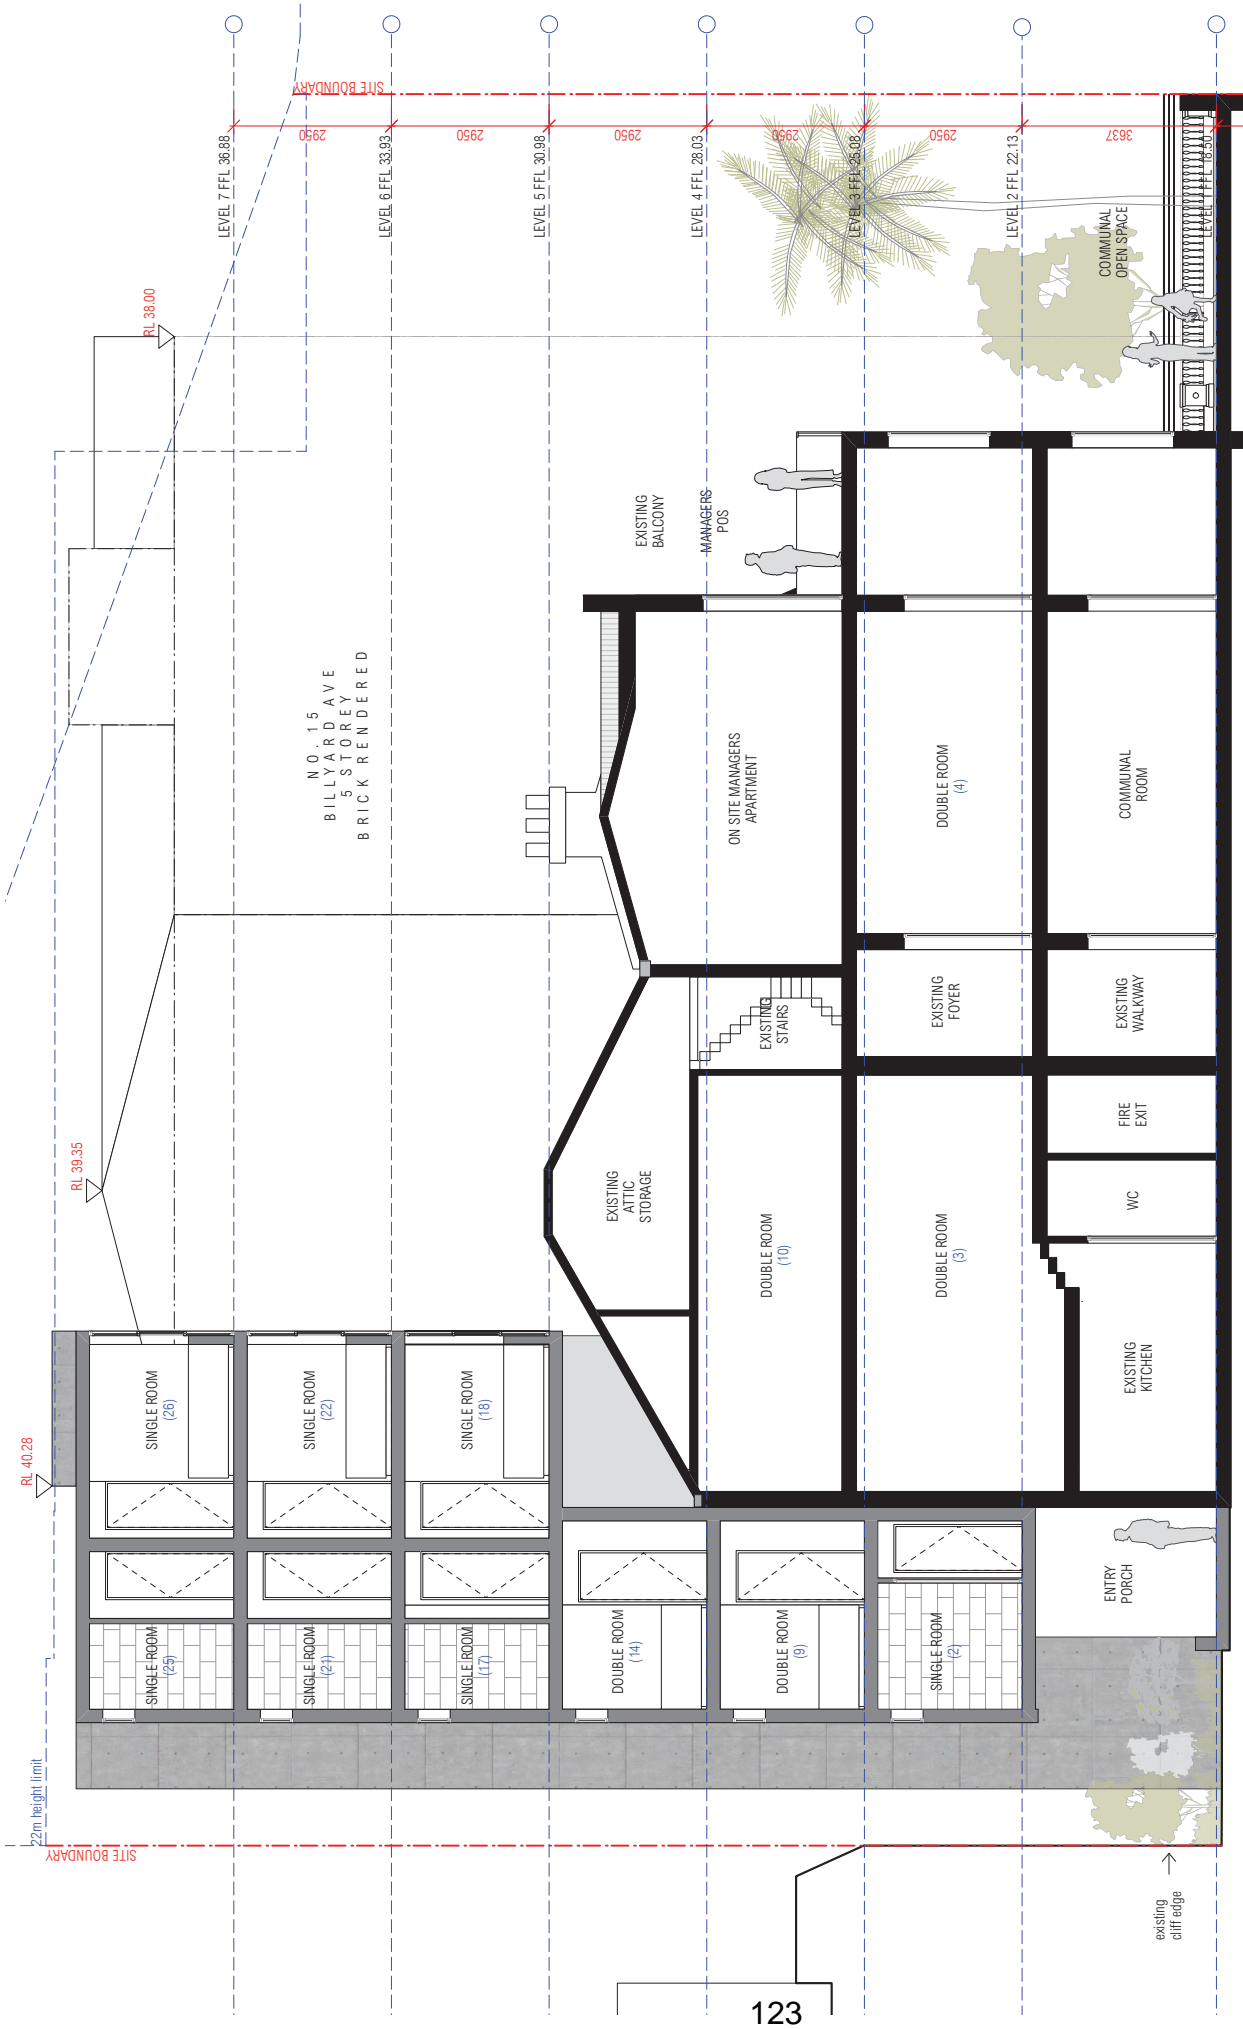 22m height limit
SITE BOUNDARY
RL 40.28
RL 39.35
RL 38.00
SITE BOUNDARY
NO. 15
BILLYARD AVE
5 STOREY
BRICK RENDERED
LEVEL 7 FFL 36.88
2950
LEVEL 6 FFL 33.93
2950
LEVEL 5 FFL 30.98
2950
LEVEL 4 FFL 28.03
2950
LEVEL 3 FFL 25.08
2950
LEVEL 2 FFL 22.13
3637
LEVEL 1 FFL 18.50
SINGLE ROOM
(25)
SINGLE ROOM
(26)
SINGLE ROOM
(21)
SINGLE ROOM
(22)
SINGLE ROOM
(17)
SINGLE ROOM
(18)
DOUBLE ROOM
(14)
EXISTING
ATTIC
STORAGE
EXISTING
BALCONY
MANAGERS
POS
DOUBLE ROOM
(9)
DOUBLE ROOM
(10)
EXISTING
STAIRS
ON SITE MANAGERS
APARTMENT
SINGLE ROOM
(2)
DOUBLE ROOM
(3)
EXISTING
FOYER
DOUBLE ROOM
(4)
ENTRY
PORCH
EXISTING
KITCHEN
WC
FIRE
EXIT
EXISTING
WALKWAY
COMMUNAL
ROOM
COMMUNAL
OPEN SPACE
existing
cliff edge
123